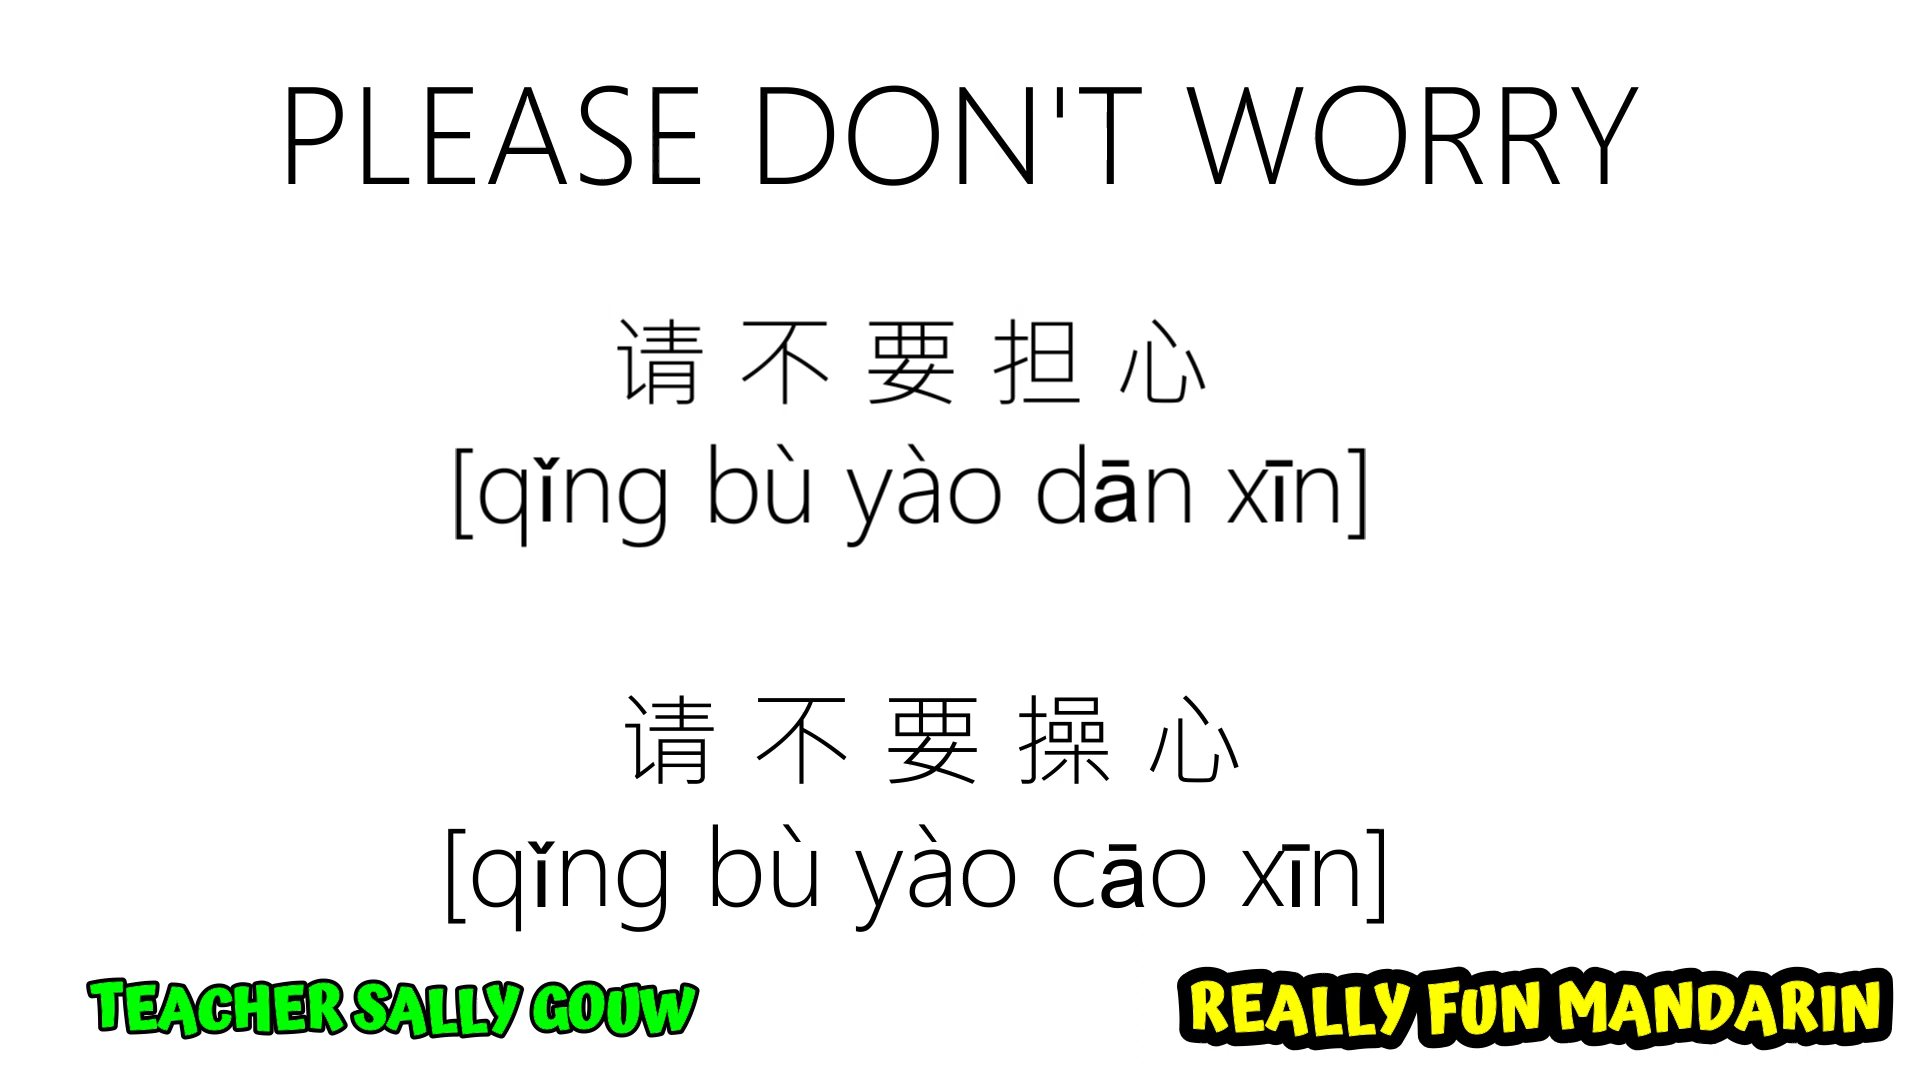 PLEASE DON'T WORRY
请 不 要 担 心
[qǐng bù yào dān xīn]
请 不 要 操 心
[qǐng bù yào cāo xīn]
TEACHER SALLY GOUW
REALLY FUN MANDARIN